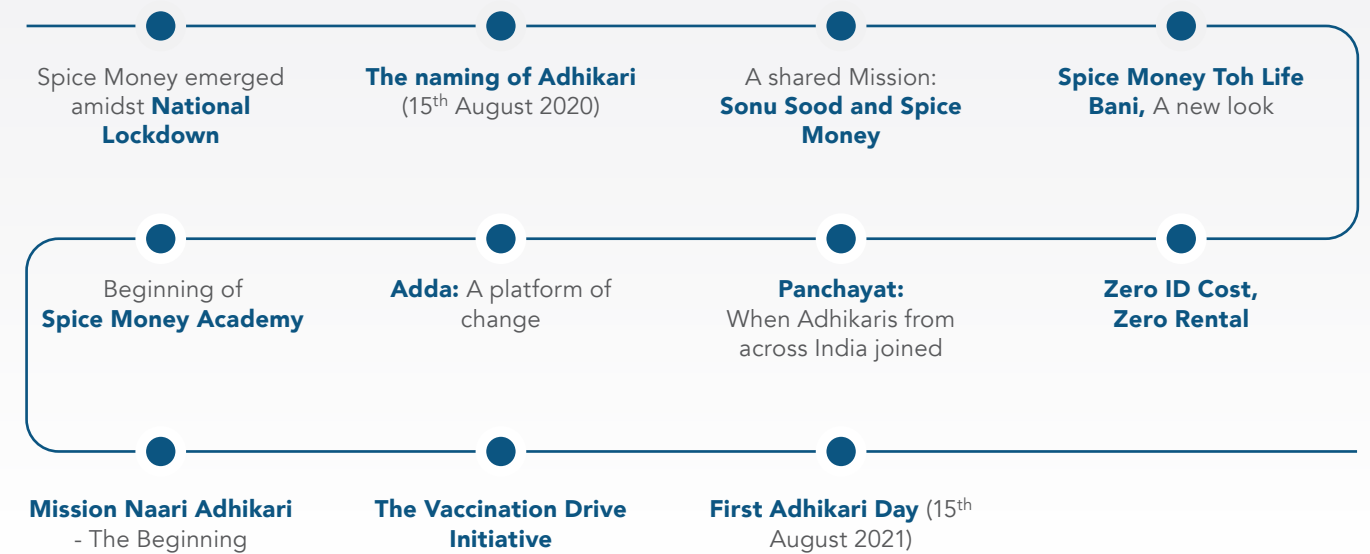 Spice Money emerged
amidst National
Lockdown
The naming of Adhikari
(15th August 2020)
A shared Mission:
Sonu Sood and Spice
Money
Spice Money Toh Life
Bani, A new look
Zero ID Cost,
Zero Rental
Panchayat:
When Adhikaris from
across India joined
Adda: A platform of
change
Beginning of
Spice Money Academy
Mission Naari Adhikari
- The Beginning
The Vaccination Drive
Initiative
First Adhikari Day (15th
August 2021)